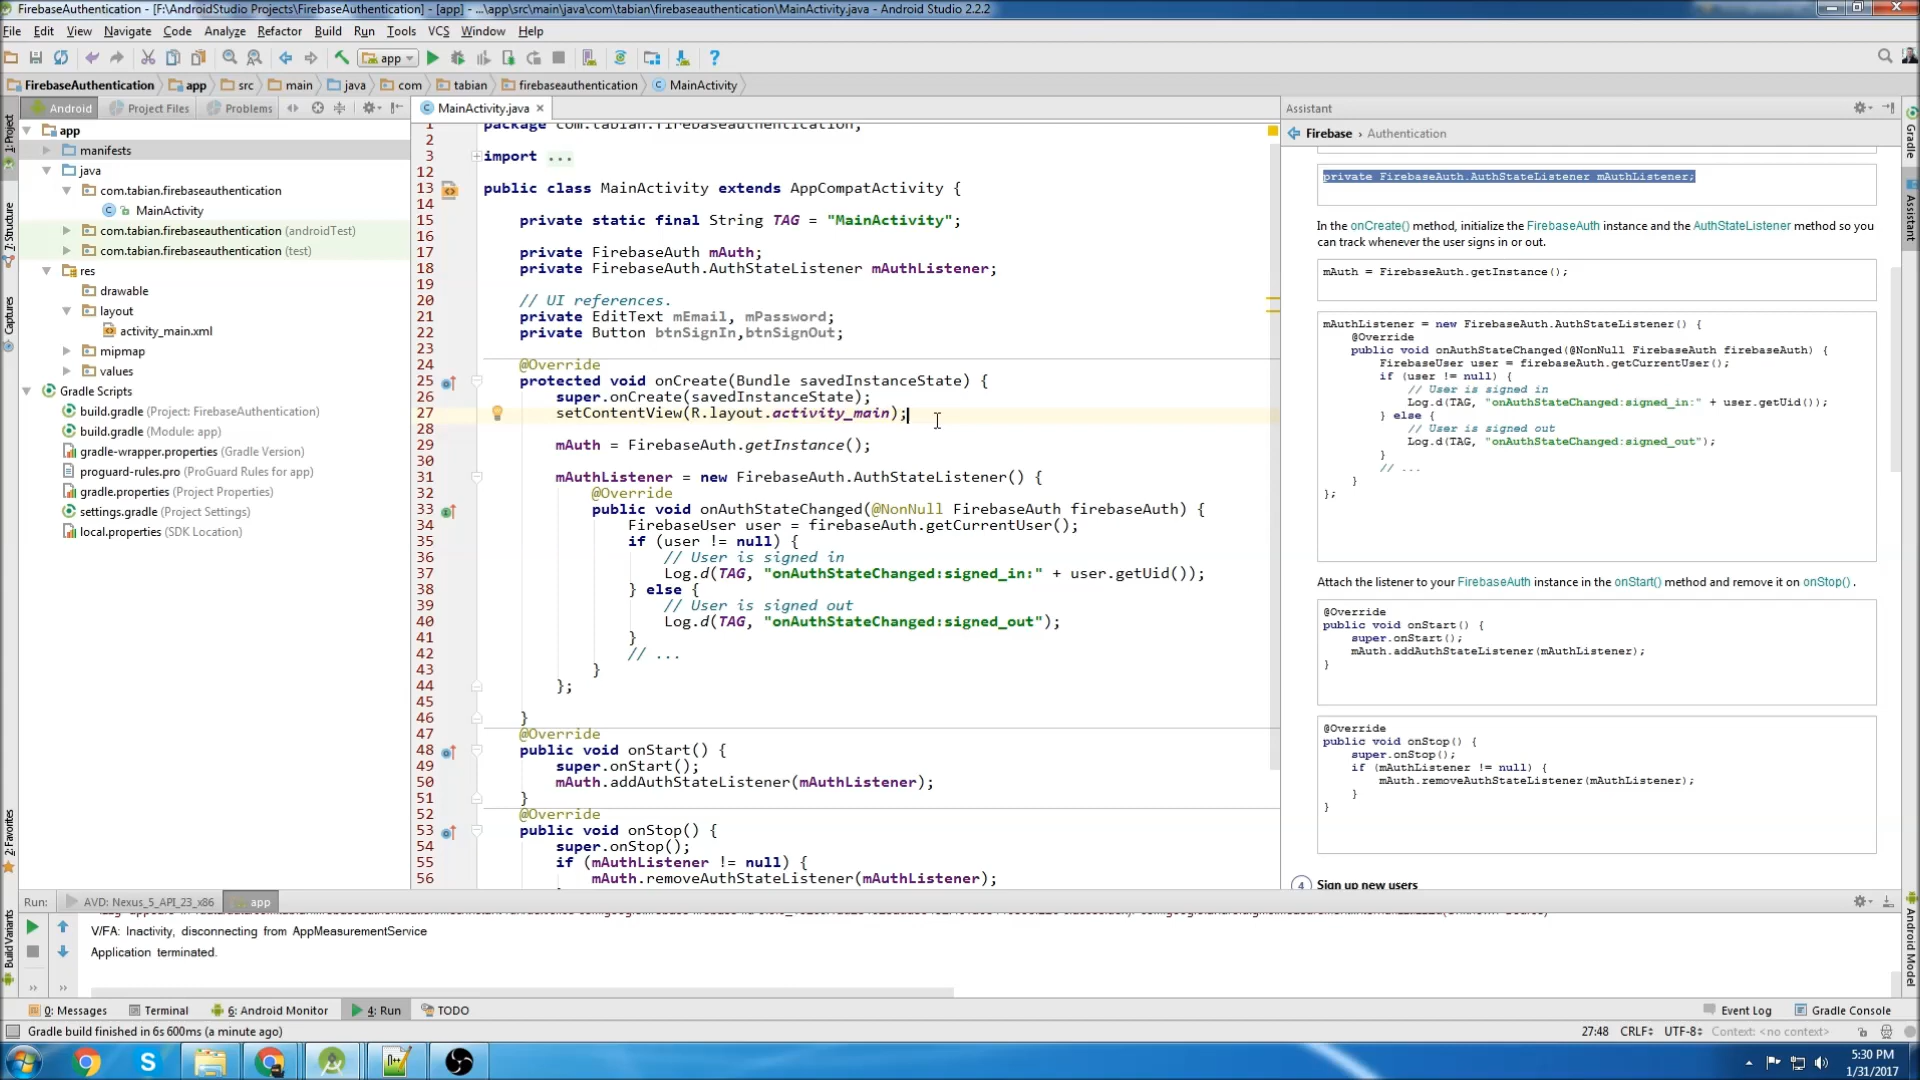 FirebaseAuthentication - [F:\AndroidStudio Projects\FirebaseAuthentication] - [app] - ...\app\src\main\java\com\tabian\firebaseauthentication\MainActivity.java - Android Studio 2.2.2
File Edit View Navigate Code Analyze Refactor Build Run Tools VCS Window Help
app
FirebaseAuthentication app src main java com tabian firebaseauthentication MainActivity
Android Project Files Problems
MainActivity.java
Assistant
Firebase › Authentication
1: Project
7: Structure
Captures
2: Favorites
Build Variants
app
manifests
java
com.tabian.firebaseauthentication
MainActivity
com.tabian.firebaseauthentication (androidTest)
com.tabian.firebaseauthentication (test)
res
drawable
layout
activity_main.xml
mipmap
values
Gradle Scripts
build.gradle (Project: FirebaseAuthentication)
build.gradle (Module: app)
gradle-wrapper.properties (Gradle Version)
proguard-rules.pro (ProGuard Rules for app)
gradle.properties (Project Properties)
settings.gradle (Project Settings)
local.properties (SDK Location)
1 package com.tabian.firebaseauthentication;
2
3 import ...
12
13 public class MainActivity extends AppCompatActivity {
14
15 private static final String TAG = "MainActivity";
16
17 private FirebaseAuth mAuth;
18 private FirebaseAuth.AuthStateListener mAuthListener;
19
20 // UI references.
21 private EditText mEmail, mPassword;
22 private Button btnSignIn,btnSignOut;
23
24 @Override
25 protected void onCreate(Bundle savedInstanceState) {
26 super.onCreate(savedInstanceState);
27 setContentView(R.layout.activity_main);
28
29 mAuth = FirebaseAuth.getInstance();
30
31 mAuthListener = new FirebaseAuth.AuthStateListener() {
32 @Override
33 public void onAuthStateChanged(@NonNull FirebaseAuth firebaseAuth) {
34 FirebaseUser user = firebaseAuth.getCurrentUser();
35 if (user != null) {
36 // User is signed in
37 Log.d(TAG, "onAuthStateChanged:signed_in:" + user.getUid());
38 } else {
39 // User is signed out
40 Log.d(TAG, "onAuthStateChanged:signed_out");
41 }
42 // ...
43 }
44 };
45
46 }
47 @Override
48 public void onStart() {
49 super.onStart();
50 mAuth.addAuthStateListener(mAuthListener);
51 }
52 @Override
53 public void onStop() {
54 super.onStop();
55 if (mAuthListener != null) {
56 mAuth.removeAuthStateListener(mAuthListener);
private FirebaseAuth.AuthStateListener mAuthListener;
In the onCreate() method, initialize the FirebaseAuth instance and the AuthStateListener method so you
can track whenever the user signs in or out.
mAuth = FirebaseAuth.getInstance();
mAuthListener = new FirebaseAuth.AuthStateListener() {
@Override
public void onAuthStateChanged(@NonNull FirebaseAuth firebaseAuth) {
FirebaseUser user = firebaseAuth.getCurrentUser();
if (user != null) {
// User is signed in
Log.d(TAG, "onAuthStateChanged:signed_in:" + user.getUid());
} else {
// User is signed out
Log.d(TAG, "onAuthStateChanged:signed_out");
}
// ...
}
};
Attach the listener to your FirebaseAuth instance in the onStart() method and remove it on onStop() .
@Override
public void onStart() {
super.onStart();
mAuth.addAuthStateListener(mAuthListener);
}
@Override
public void onStop() {
super.onStop();
if (mAuthListener != null) {
mAuth.removeAuthStateListener(mAuthListener);
}
}
4 Sign up new users
Gradle
Assistant
Android Model
Run: AVD: Nexus_5_API_23_x86 app
V/FA: Inactivity, disconnecting from AppMeasurementService
Application terminated.
0: Messages Terminal 6: Android Monitor 4: Run TODO Event Log Gradle Console
Gradle build finished in 6s 600ms (a minute ago) 27:48 CRLF UTF-8 Context: <no context>
5:30 PM
1/31/2017